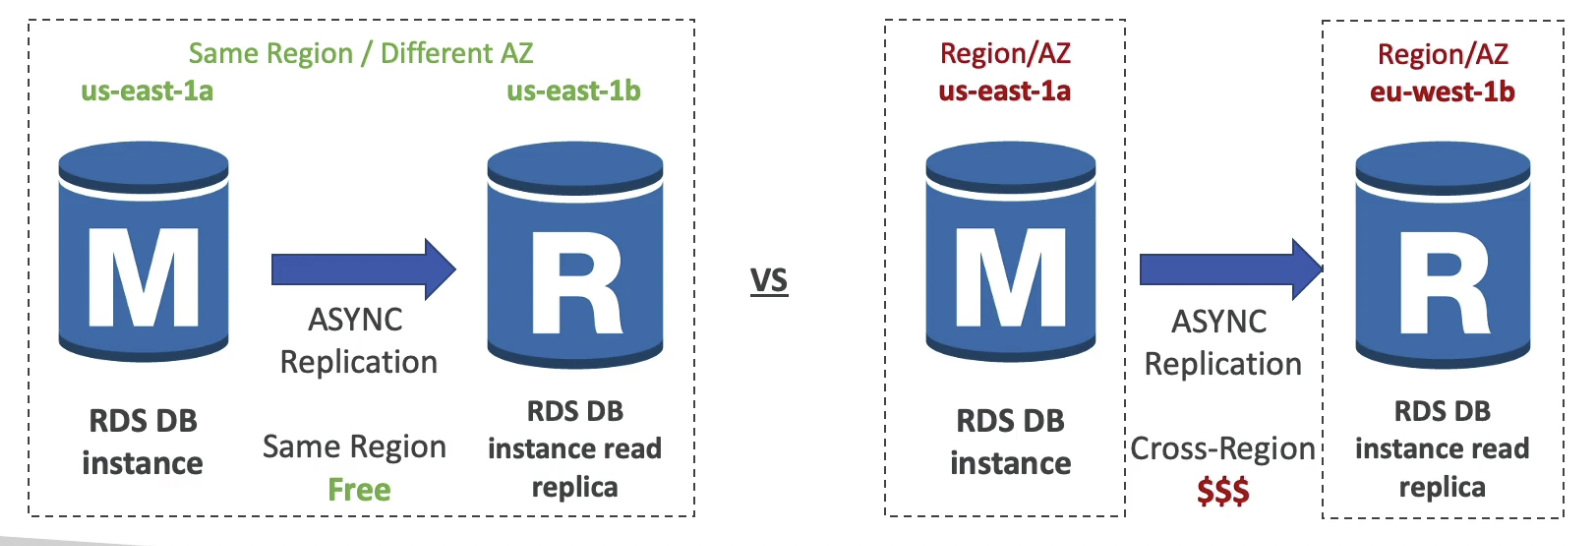 Same Region / Different AZ
us-east-1a
us-east-1b
M
R
ASYNC
Replication
RDS DB
instance
Same Region
Free
RDS DB
instance read
replica
VS
Region/AZ
us-east-1a
Region/AZ
eu-west-1b
M
R
ASYNC
Replication
RDS DB
instance
Cross-Region
$$$
RDS DB
instance read
replica